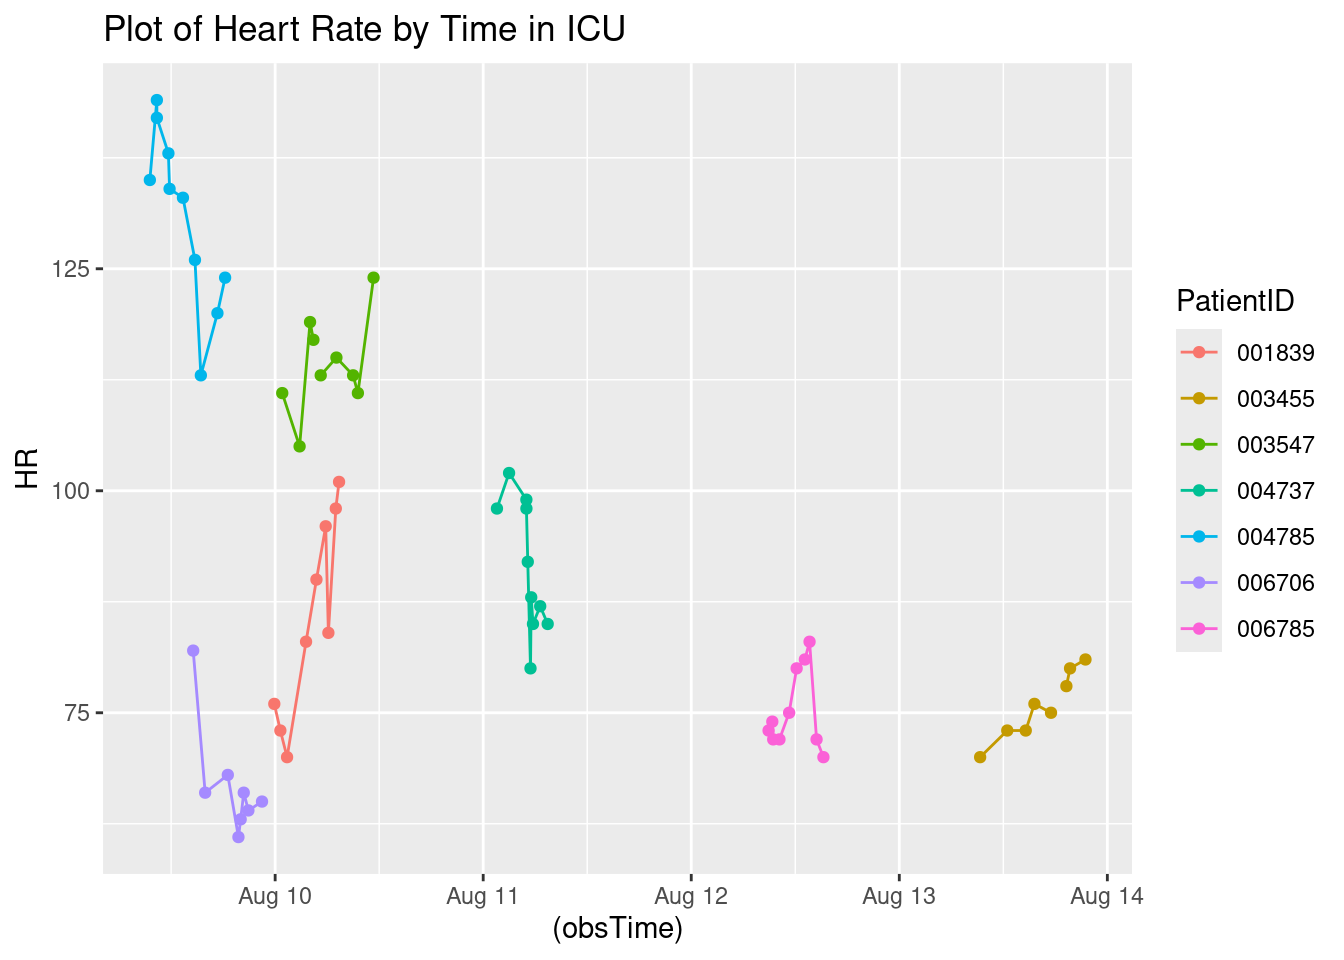 Plot of Heart Rate by Time in ICU
HR
125
100
75
Aug 10
Aug 11
Aug 12
Aug 13
Aug 14
(obsTime)
PatientID
001839
003455
003547
004737
004785
006706
006785